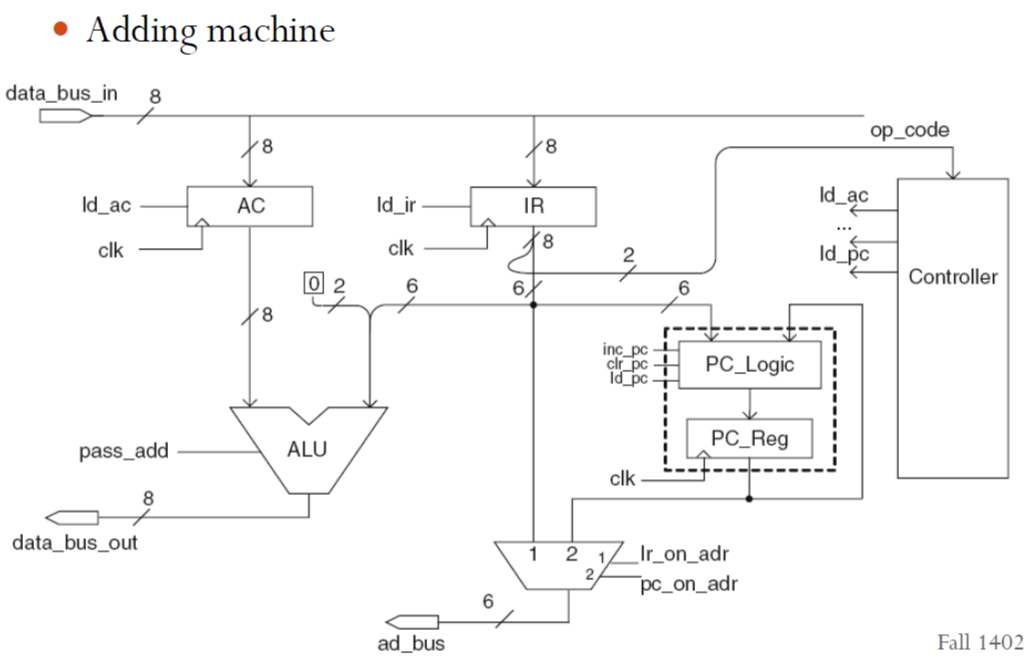 Adding machine
data_bus_in
8
op_code
8
8
ld_ac
AC
ld_ir
IR
ld_ac
clk
clk
8
...
2
ld_pc
Controller
0
2
6
6
6
8
inc_pc
clr_pc
ld_pc
PC_Logic
pass_add
ALU
PC_Reg
clk
8
data_bus_out
1
2
1
Ir_on_adr
2
pc_on_adr
6
ad_bus
Fall 1402